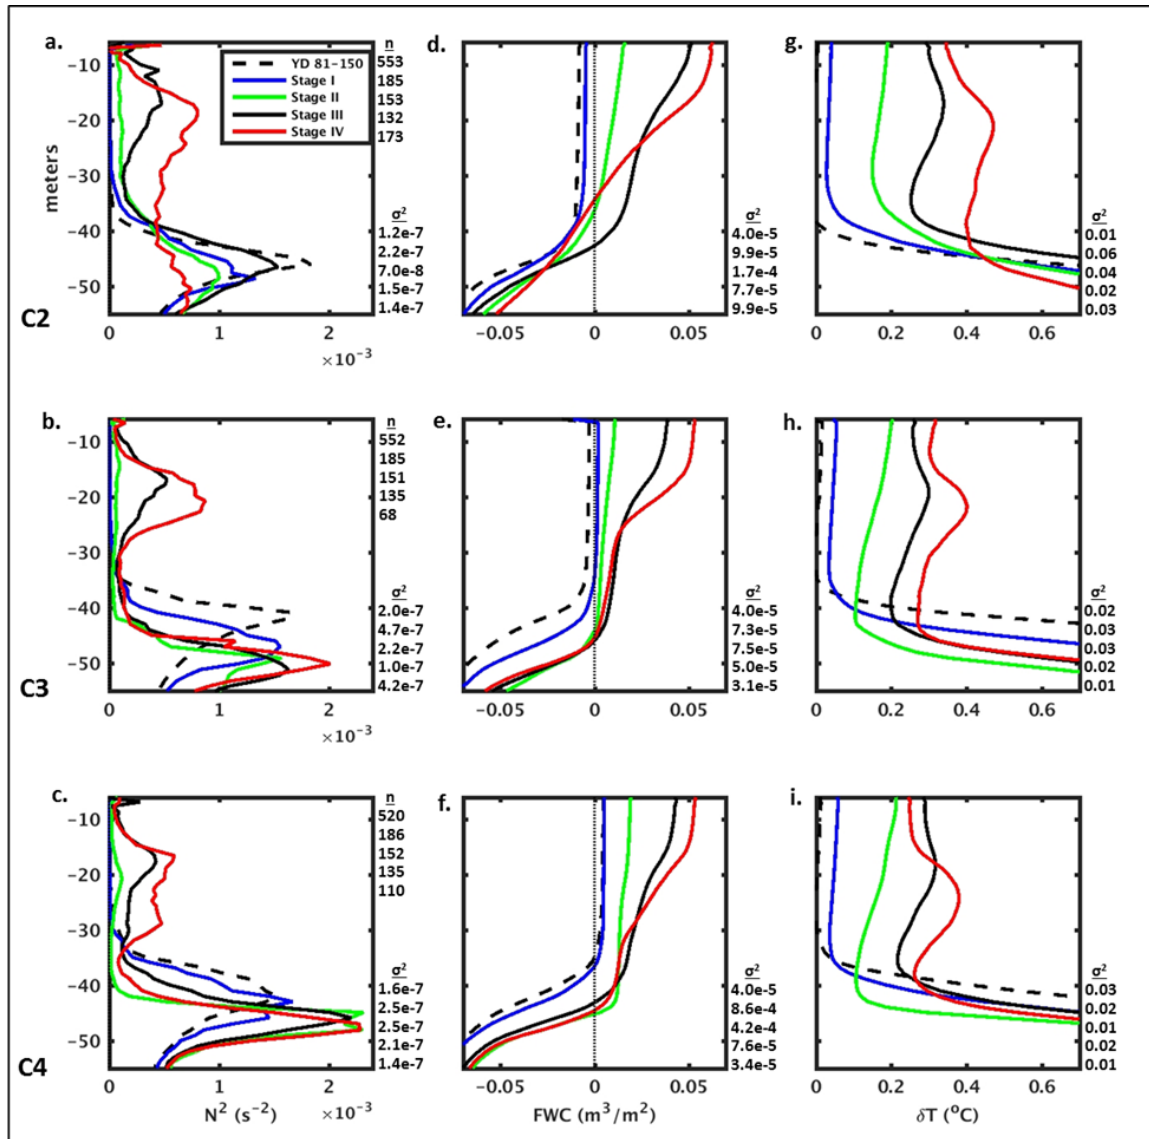 a.
n
553
185
153
132
173
YD 81-150
Stage I
Stage II
Stage III
Stage IV
σ²
1.2e-7
2.2e-7
7.0e-8
1.5e-7
1.4e-7
−10
−20
−30
−40
−50
meters
C2
0
1
2
×10⁻³
d.
σ²
4.0e-5
9.9e-5
1.7e-4
7.7e-5
9.9e-5
−0.05
0
0.05
g.
σ²
0.01
0.06
0.04
0.02
0.03
0
0.2
0.4
0.6
b.
n
552
185
151
135
68
σ²
2.0e-7
4.7e-7
2.2e-7
1.0e-7
4.2e-7
−10
−20
−30
−40
−50
C3
0
1
2
×10⁻³
e.
σ²
4.0e-5
7.3e-5
7.5e-5
5.0e-5
3.1e-5
−0.05
0
0.05
h.
σ²
0.02
0.03
0.03
0.02
0.01
0
0.2
0.4
0.6
c.
n
520
186
152
135
110
σ²
1.6e-7
2.5e-7
2.5e-7
2.1e-7
1.4e-7
−10
−20
−30
−40
−50
C4
0
1
2
N² (s⁻²)
×10⁻³
f.
σ²
4.0e-5
8.6e-4
4.2e-4
7.6e-5
3.4e-5
−0.05
0
0.05
FWC (m³/m²)
i.
σ²
0.03
0.02
0.01
0.02
0.01
0
0.2
0.4
0.6
δT (°C)